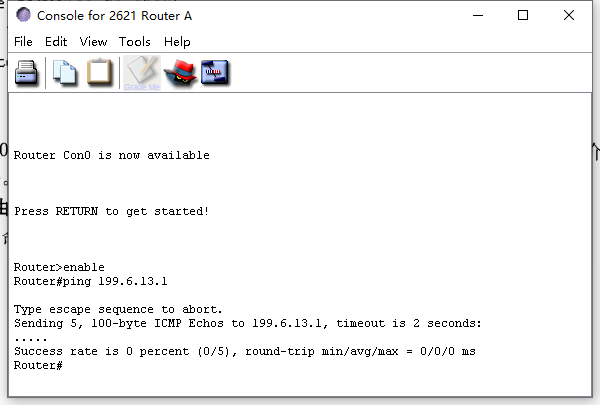 Console for 2621 Router A
File Edit View Tools Help
Grade Me
Router Con0 is now available
Press RETURN to get started!
Router>enable
Router#ping 199.6.13.1
Type escape sequence to abort.
Sending 5, 100-byte ICMP Echos to 199.6.13.1, timeout is 2 seconds:
.....
Success rate is 0 percent (0/5), round-trip min/avg/max = 0/0/0 ms
Router#